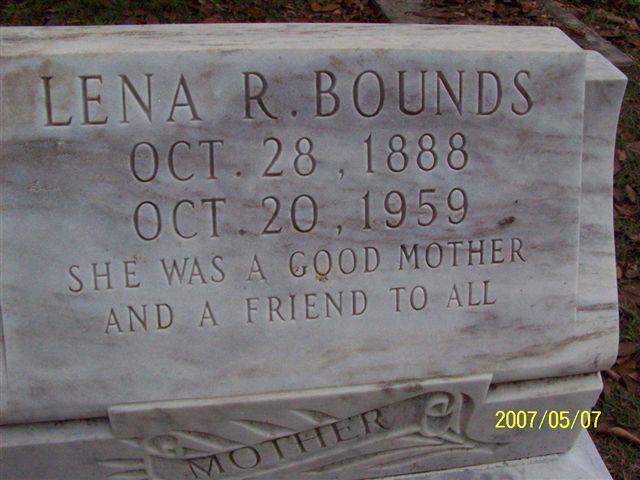 LENA R. BOUNDS
OCT. 28, 1888
OCT. 20, 1959
SHE WAS A GOOD MOTHER
AND A FRIEND TO ALL
MOTHER
2007/05/07